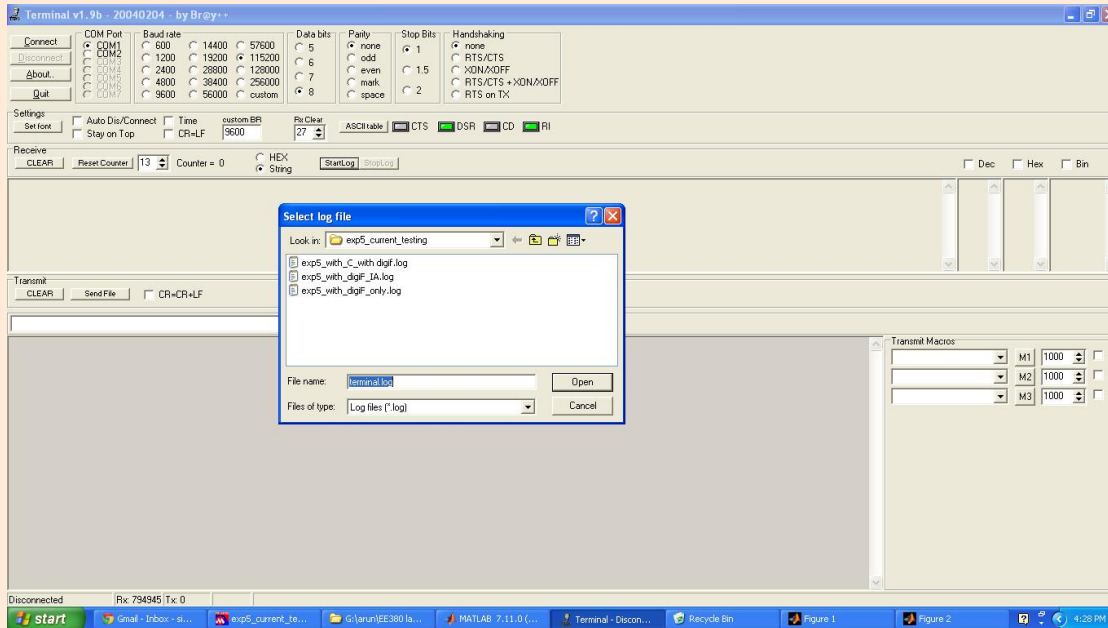 Terminal v1.9b - 20040204 - by Br@y++
Connect
Disconnect
About..
Quit
COM Port
COM1
COM2
COM3
COM4
COM5
COM6
COM7
Baud rate
600 14400 57600
1200 19200 115200
2400 28800 128000
4800 38400 256000
9600 56000 custom
Data bits
5
6
7
8
Parity
none
odd
even
mark
space
Stop Bits
1
1.5
2
Handshaking
none
RTS/CTS
XON/XOFF
RTS/CTS + XON/XOFF
RTS on TX
Settings
Set font
Auto Dis/Connect Time
Stay on Top CR=LF
custom BR
9600
Rx Clear
27
ASCII table CTS DSR CD RI
Receive
CLEAR Reset Counter 13 Counter = 0
HEX
String
StartLog StopLog
Dec Hex Bin
Select log file
Look in: exp5_current_testing
exp5_with_C_with digif.log
exp5_with_digiF_IA.log
exp5_with_digiF_only.log
File name: terminal.log Open
Files of type: Log files (*.log) Cancel
Transmit
CLEAR Send File CR=CR+LF
Transmit Macros
M1 1000
M2 1000
M3 1000
Disconnected Rx: 794945 Tx: 0
start Gmail - Inbox - si... exp5_current_te... G:\arun\EE380 la... MATLAB 7.11.0 (... Terminal - Discon... Recycle Bin Figure 1 Figure 2 4:28 PM